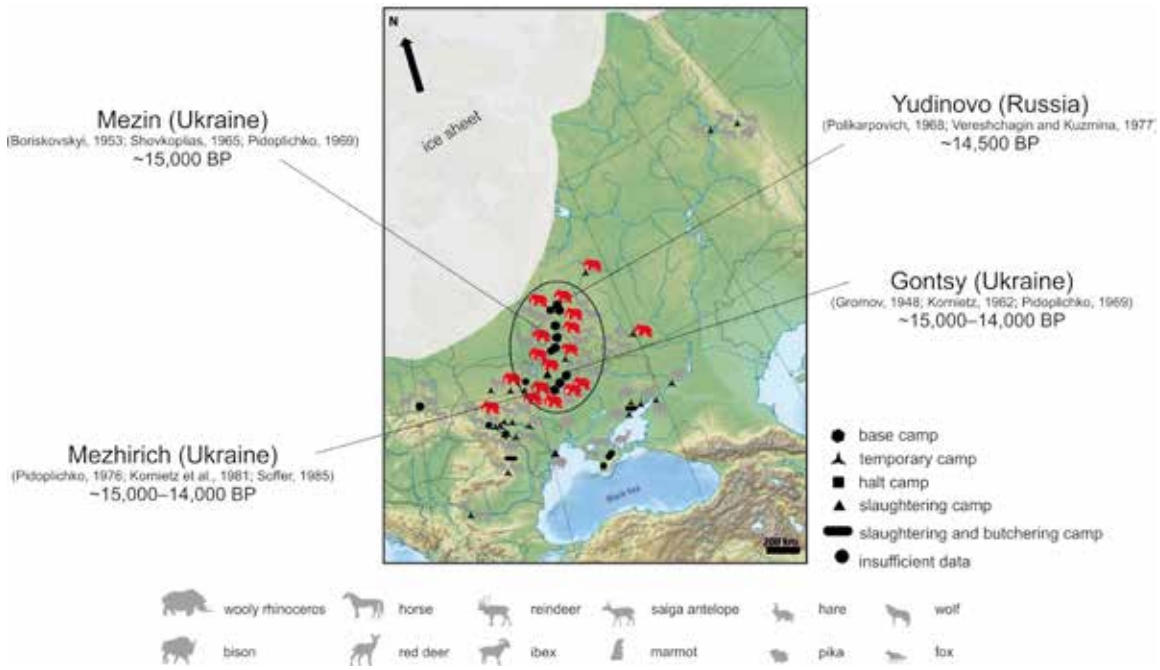 N
ice sheet
Mezin (Ukraine)
(Boriskovskyi, 1953; Shovkoplias, 1965; Pidoplichko, 1969)
~15,000 BP
Yudinovo (Russia)
(Polikarpovich, 1968; Vereshchagin and Kuzmina, 1977)
~14,500 BP
Gontsy (Ukraine)
(Gromov, 1948; Kornietz, 1962; Pidoplichko, 1969)
~15,000–14,000 BP
Mezhirich (Ukraine)
(Pidoplichko, 1976; Kornietz et al., 1981; Soffer, 1985)
~15,000–14,000 BP
Black Sea
200 km
base camp
temporary camp
halt camp
slaughtering camp
slaughtering and butchering camp
insufficient data
wooly rhinoceros
horse
reindeer
saiga antelope
hare
wolf
bison
red deer
ibex
marmot
pika
fox